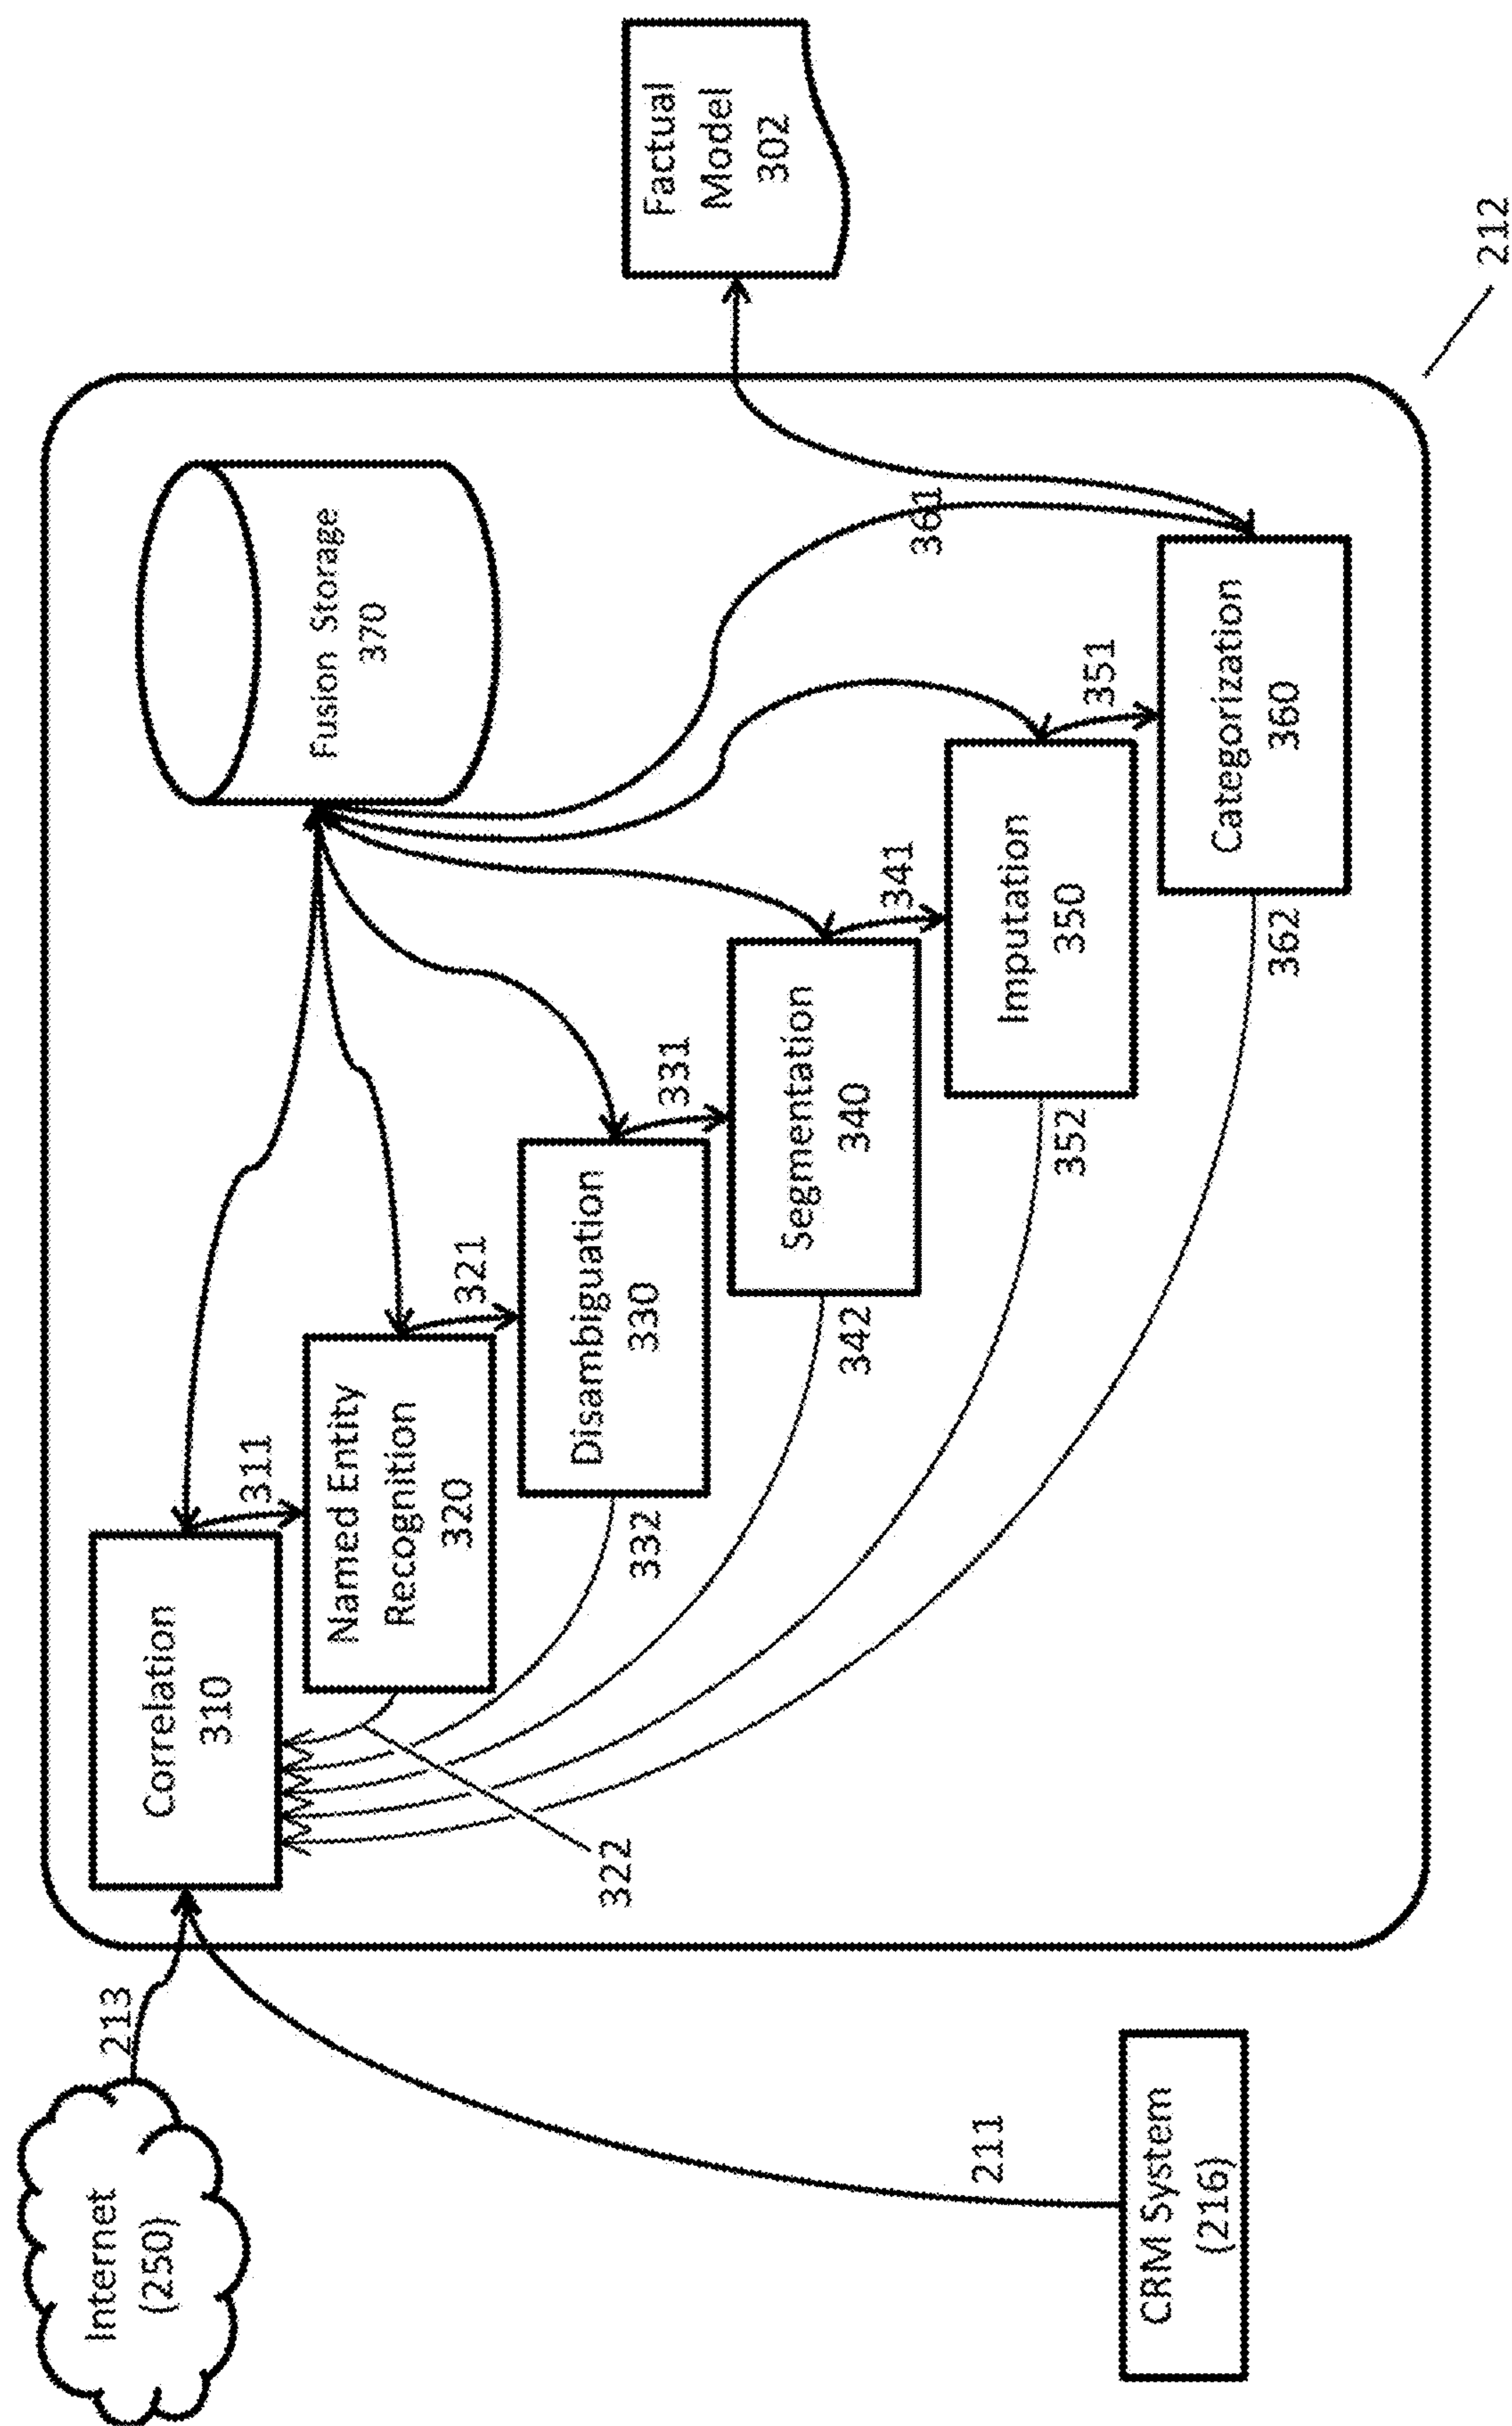 Internet
(250)
213
CRM System
(216)
211
Correlation
310
311
Named Entity
Recognition
320
321
322
Disambiguation
330
331
332
Segmentation
340
341
342
Imputation
350
351
352
Categorization
360
361
362
Fusion Storage
370
Factual
Model
302
212